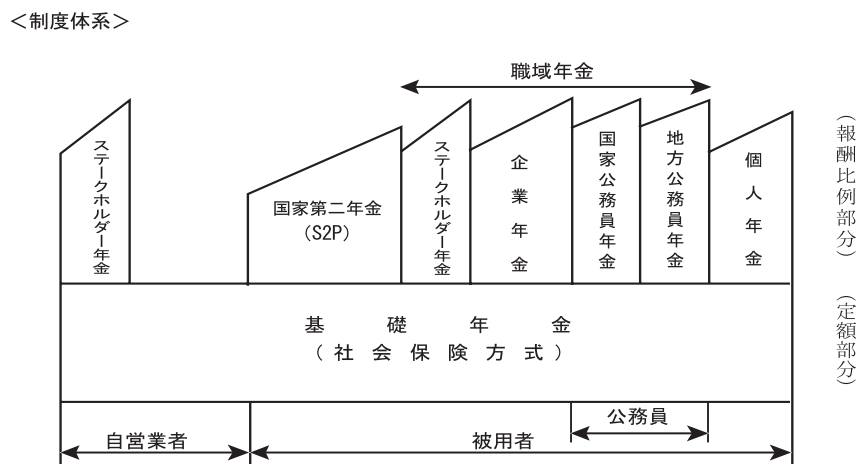 ＜制度体系＞
職域年金
ステークホルダー年金
国家第二年金
（S2P）
ステークホルダー年金
企業年金
国家公務員年金
地方公務員年金
個人年金
（報酬比例部分）
基礎年金
（社会保険方式）
（定額部分）
公務員
自営業者
被用者